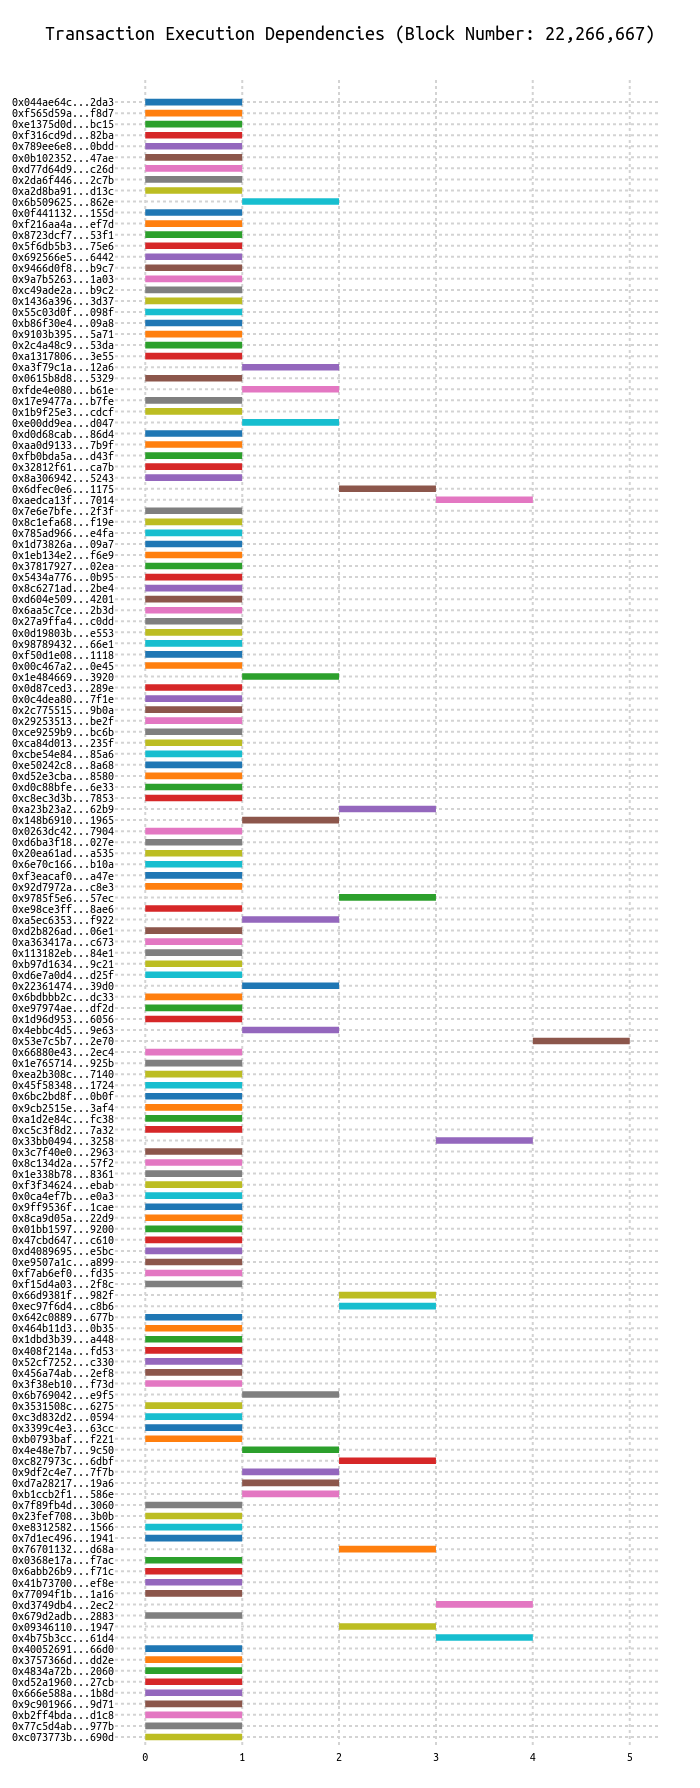 Transaction Execution Dependencies (Block Number: 22,266,667)
0x044ae64c...2da3
0xf565d59a...f8d7
0xe1375d0d...bc15
0xf316cd9d...82ba
0x789ee6e8...0bdd
0x0b102352...47ae
0xd77d64d9...c26d
0x2da6f446...2c7b
0xa2d8ba91...d13c
0x6b509625...862e
0x0f441132...155d
0xf216aa4a...ef7d
0x8723dcf7...53f1
0x5f6db5b3...75e6
0x692566e5...6442
0x9466d0f8...b9c7
0x9a7b5263...1a03
0xc49ade2a...b9c2
0x1436a396...3d37
0x55c03d0f...098f
0xb86f30e4...09a8
0x9103b395...5a71
0x2c4a48c9...53da
0xa1317806...3e55
0xa3f79c1a...12a6
0x0615b8d8...5329
0xfde4e080...b61e
0x17e9477a...b7fe
0x1b9f25e3...cdcf
0xe00dd9ea...d047
0xd0d68cab...86d4
0xaa0d9133...7b9f
0xfb0bda5a...d43f
0x32812f61...ca7b
0x8a306942...5243
0x6dfec0e6...1175
0xaedca13f...7014
0x7e6e7bfe...2f3f
0x8c1efa68...f19e
0x785ad966...e4fa
0x1d73826a...09a7
0x1eb134e2...f6e9
0x37817927...02ea
0x5434a776...0b95
0x8c6271ad...2be4
0xd604e509...4201
0x6aa5c7ce...2b3d
0x27a9ffa4...c0dd
0x0d19803b...e553
0x98789432...66e1
0xf50d1e08...1118
0x00c467a2...0e45
0x1e484669...3920
0x0d87ced3...289e
0x0c4dea80...7f1e
0x2c775515...9b0a
0x29253513...be2f
0xce9259b9...bc6b
0xca84d013...235f
0xcbe54e84...85a6
0xe50242c8...8a68
0xd52e3cba...8580
0xd0c88bfe...6e33
0xc8ec3d3b...7853
0xa23b23a2...62b9
0x148b6910...1965
0x0263dc42...7904
0xd6ba3f18...027e
0x20ea61ad...a535
0x6e70c166...b10a
0xf3eacaf0...a47e
0x92d7972a...c8e3
0x9785f5e6...57ec
0xe98ce3ff...8ae6
0xa5ec6353...f922
0xd2b826ad...06e1
0xa363417a...c673
0x113182eb...84e1
0xb97d1634...9c21
0xd6e7a0d4...d25f
0x22361474...39d0
0x6bdbbb2c...dc33
0xe97974ae...df2d
0x1d96d953...6056
0x4ebbc4d5...9e63
0x53e7c5b7...2e70
0x66880e43...2ec4
0x1e765714...925b
0xea2b308c...7140
0x45f58348...1724
0x6bc2bd8f...0b0f
0x9cb2515e...3af4
0xa1d2e84c...fc38
0xc5c3f8d2...7a32
0x33bb0494...3258
0x3c7f40e0...2963
0x8c134d2a...57f2
0x1e338b78...8361
0xf3f34624...ebab
0x0ca4ef7b...e0a3
0x9ff9536f...1cae
0x8ca9d05a...22d9
0x01bb1597...9200
0x47cbd647...c610
0xd4089695...e5bc
0xe9507a1c...a899
0xf7ab6ef0...fd35
0xf15d4a03...2f8c
0x66d9381f...982f
0xec97f6d4...c8b6
0x642c0889...677b
0x464b11d3...0b35
0x1dbd3b39...a448
0x408f214a...fd53
0x52cf7252...c330
0x456a74ab...2ef8
0x3f38eb10...f73d
0x6b769042...e9f5
0x3531508c...6275
0xc3d832d2...0594
0x3399c4e3...63cc
0xb0793baf...f221
0x4e48e7b7...9c50
0xc827973c...6dbf
0x9df2c4e7...7f7b
0xd7a28217...19a6
0xb1ccb2f1...586e
0x7f89fb4d...3060
0x23fef708...3b0b
0xe8312582...1566
0x7d1ec496...1941
0x76701132...d68a
0x0368e17a...f7ac
0x6abb26b9...f71c
0x41b73700...ef8e
0x77094f1b...1a16
0xd3749db4...2ec2
0x679d2adb...2883
0x09346110...1947
0x4b75b3cc...61d4
0x40052691...66d0
0x3757366d...dd2e
0x4834a72b...2060
0xd52a1960...27cb
0x666e588a...1b8d
0x9c901966...9d71
0xb2ff4bda...d1c8
0x77c5d4ab...977b
0xc073773b...690d
0 1 2 3 4 5